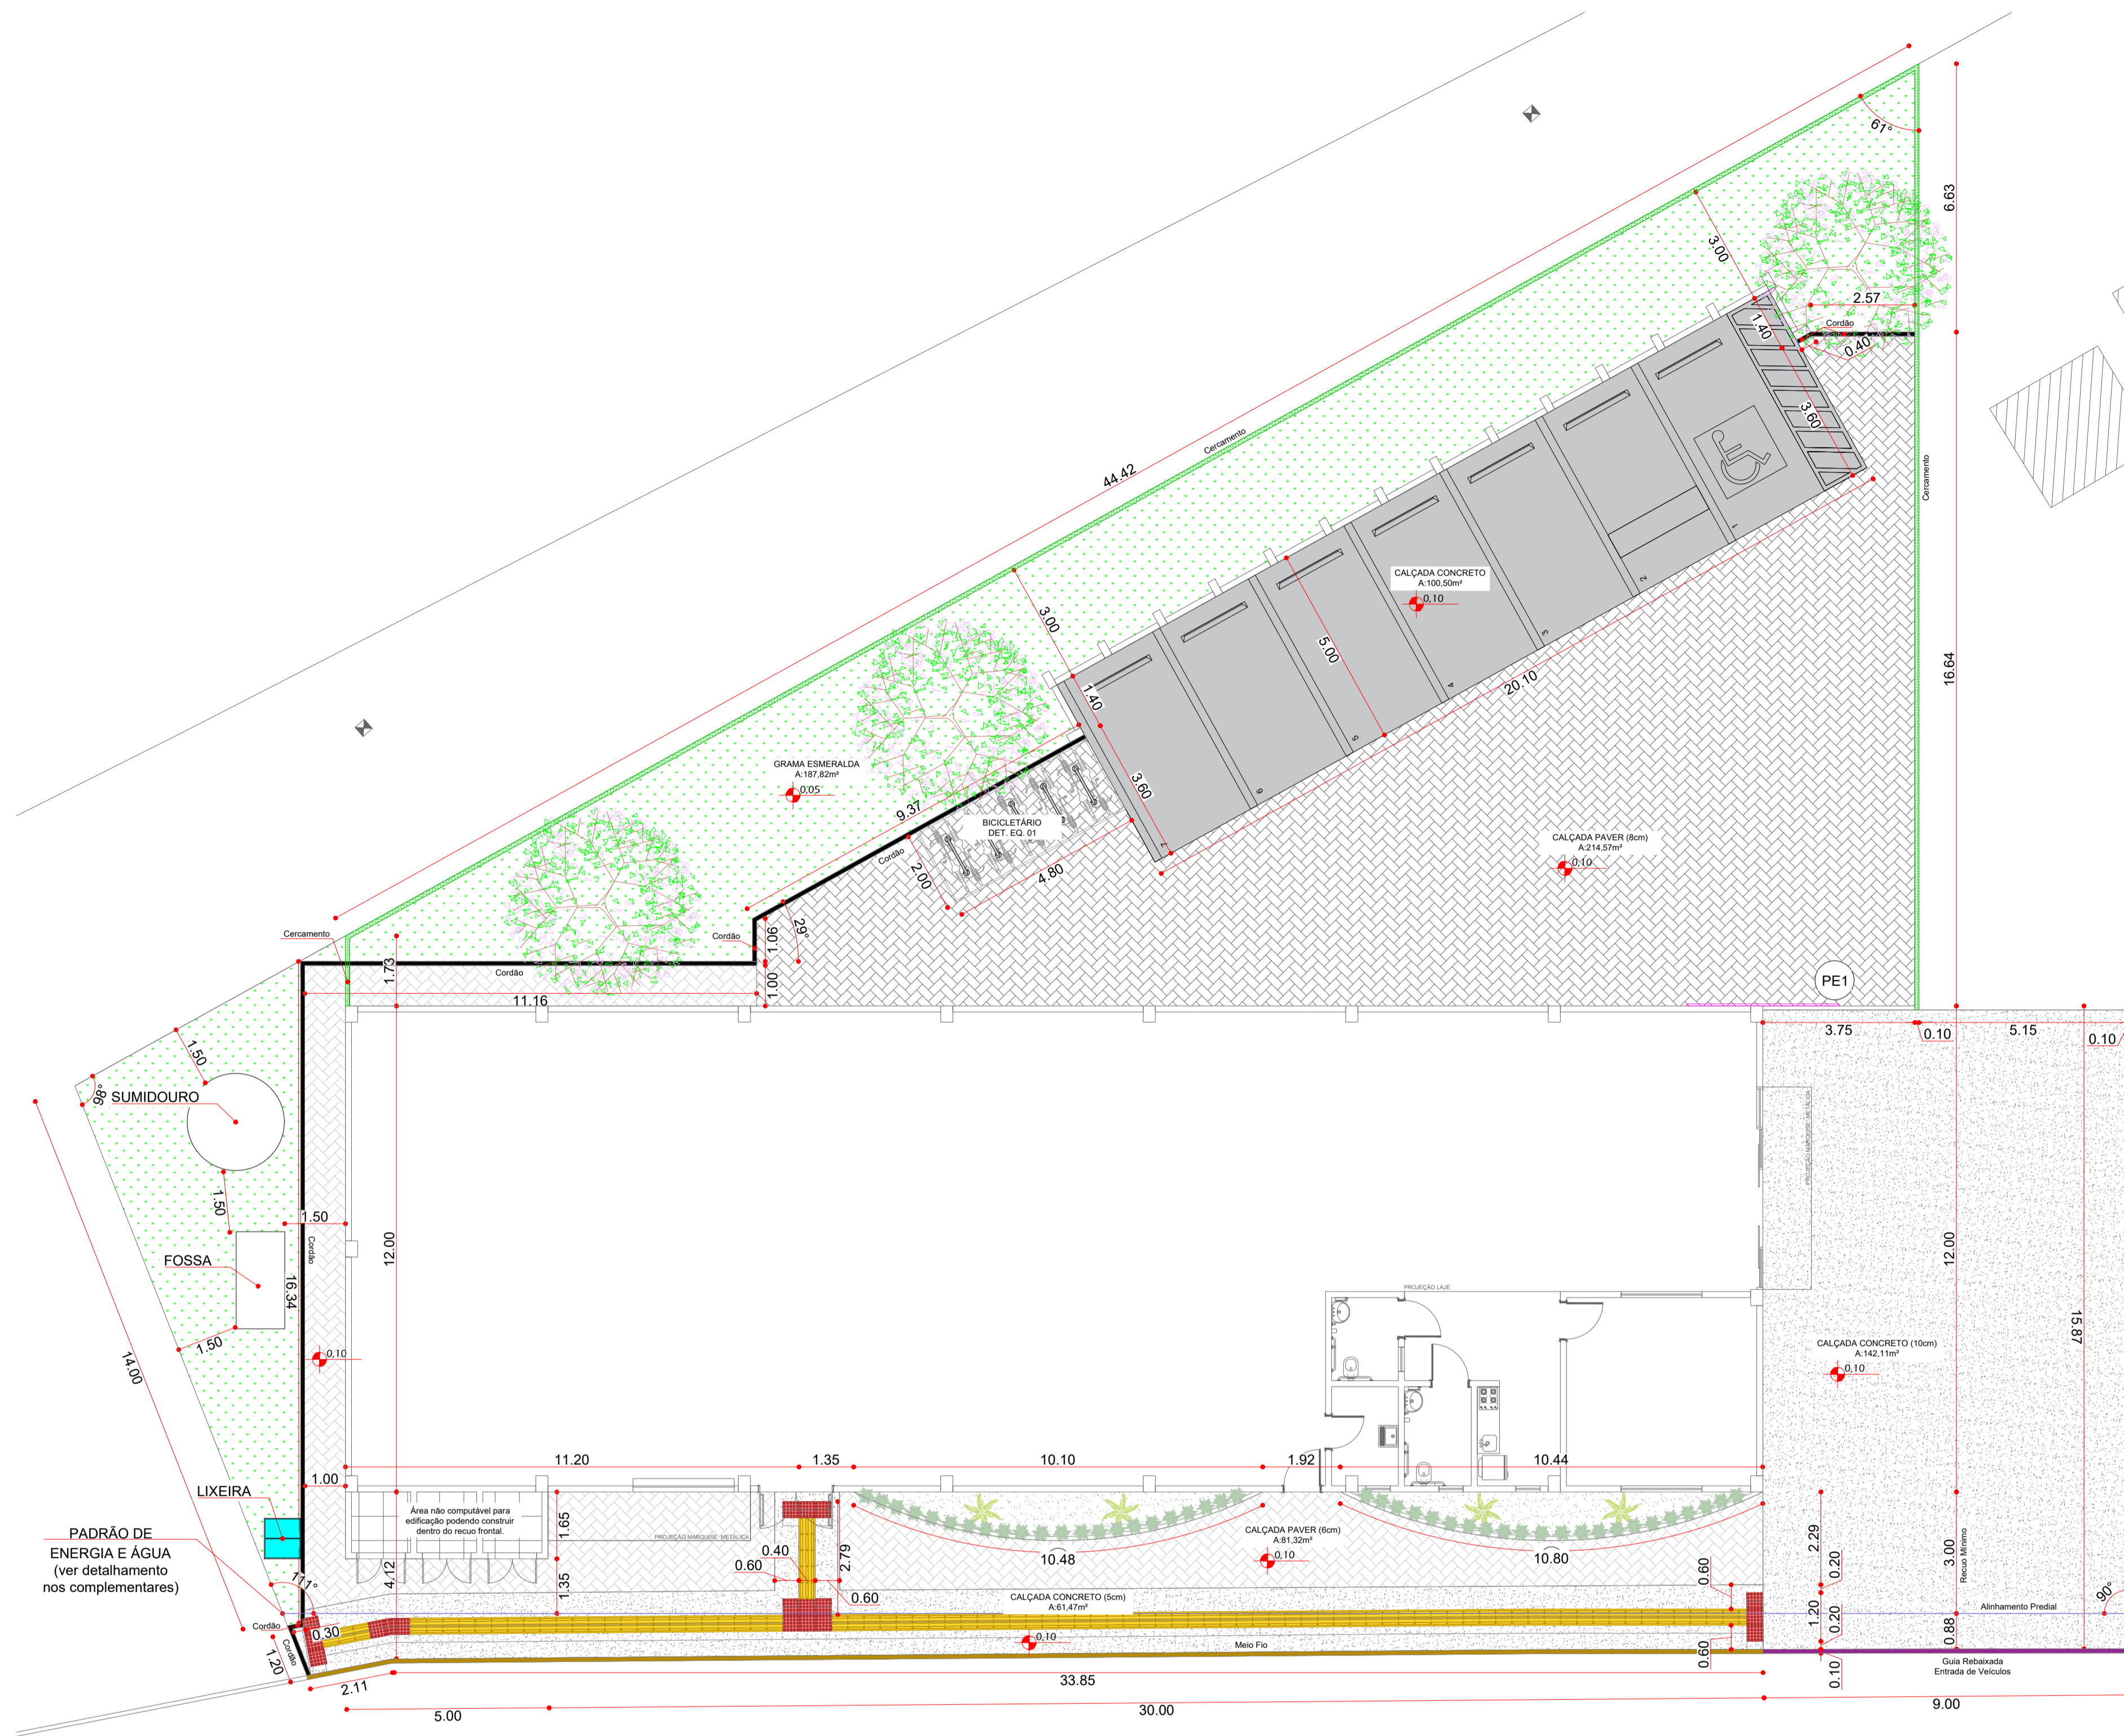 61°
6.63
3.00
2.57
1.40
Cordão
0.40
3.60
Cercamento
44.42
Cercamento
1
2
3
4
5
6
7
CALÇADA CONCRETO
A:100,50m²
0,10
3.00
5.00
20.10
16.64
1.40
3.60
GRAMA ESMERALDA
A:187,82m²
0,05
9.37
BICICLETÁRIO
DET. EQ. 01
Cordão
2.00
4.80
CALÇADA PAVER (8cm)
A:214,57m²
0,10
Cercamento
Cordão
1.06
29°
1.73
Cordão
1.00
11.16
PE1
3.75
0.10
5.15
0.10
1.50
98°
SUMIDOURO
PROJEÇÃO MARQUISE METÁLICA
1.50
1.50
Cordão
12.00
12.00
FOSSA
16.34
PROJEÇÃO LAJE
15.87
1.50
0,10
14.00
CALÇADA CONCRETO (10cm)
A:142,11m²
0,10
11.20
1.35
10.10
1.92
10.44
1.00
LIXEIRA
Área não computável para
edificação podendo construir
dentro do recuo frontal.
1.65
PROJEÇÃO MARQUISE METÁLICA
PADRÃO DE
ENERGIA E ÁGUA
(ver detalhamento
nos complementares)
CALÇADA PAVER (6cm)
A:81,32m²
0,10
10.48
10.80
2.29
3.00
Recuo Mínimo
0.40
0.60
2.79
0.60
0.60
0.20
4.12
1.35
111°
CALÇADA CONCRETO (5cm)
A:61,47m²
1.20
0.20
Alinhamento Predial
90°
Cordão
0.30
Cordão
1.20
0,10
Meio Fio
0.60
0.88
0.10
Guia Rebaixada
Entrada de Veículos
2.11
33.85
5.00
30.00
9.00